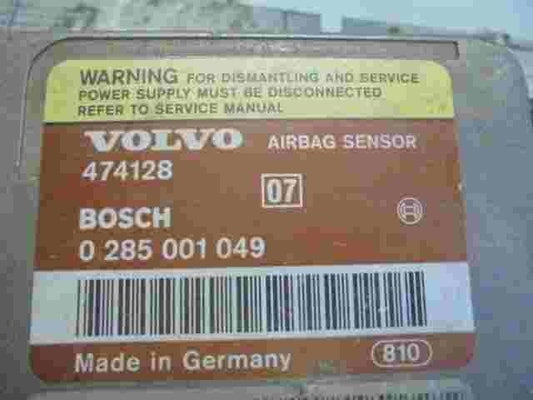 WARNING FOR DISMANTLING AND SERVICE
POWER SUPPLY MUST BE DISCONNECTED
REFER TO SERVICE MANUAL
VOLVO AIRBAG SENSOR
474128
07
BOSCH
0 285 001 049
Made in Germany 810